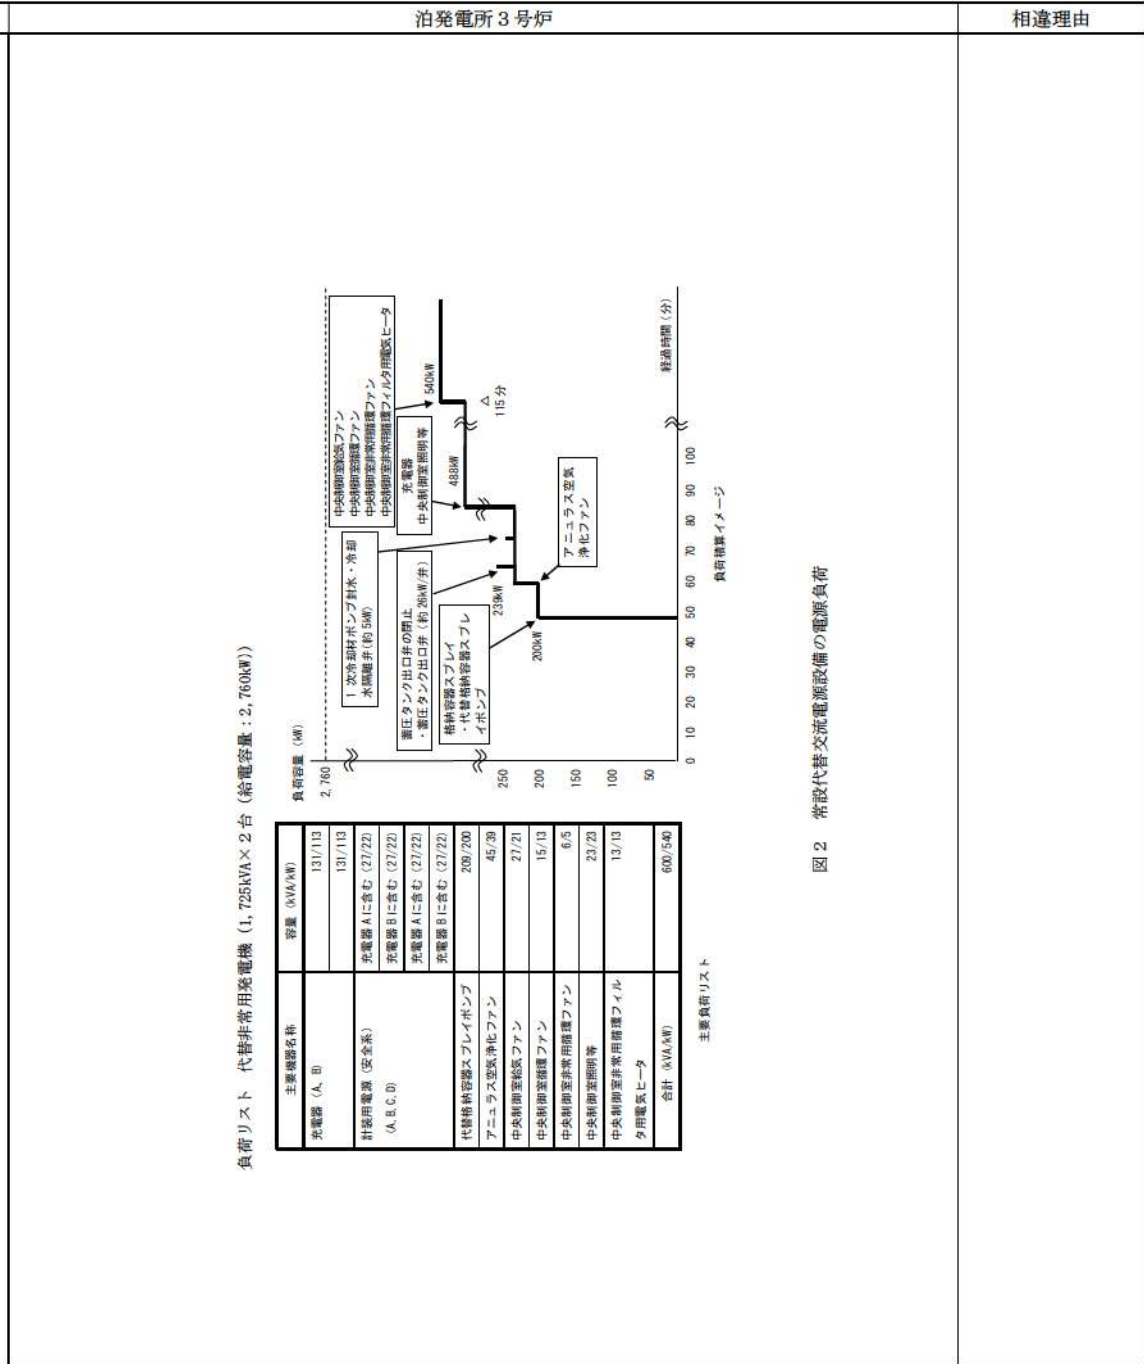 泊発電所３号炉
相違理由
負荷リスト　代替非常用発電機（1,725kVA×２台（給電容量：2,760kW））
主要機器名称
容量（kVA/kW）
充電器（A、B）
131/113
131/113
計装用電源（安全系）
（A,B,C,D）
充電器Aに含む（27/22）
充電器Bに含む（27/22）
充電器Aに含む（27/22）
充電器Bに含む（27/22）
代替格納容器スプレイポンプ
209/200
アニュラス空気浄化ファン
45/39
中央制御室給気ファン
27/21
中央制御室循環ファン
15/13
中央制御室非常用循環ファン
6/5
中央制御室照明等
23/23
中央制御室非常用循環フィル
タ用電気ヒータ
13/13
合計（kVA/kW）
600/540
主要負荷リスト
負荷容量（kW）
2,760
250
200
150
100
50
0
10
20
30
40
50
60
70
80
90
100
経過時間（分）
△
115分
200kW
239kW
488kW
540kW
格納容器スプレイ
・代替格納容器スプレ
イポンプ
アニュラス空気
浄化ファン
蓄圧タンク出口弁の閉止
・蓄圧タンク出口弁（約26kW/弁）
1 次冷却材ポンプ封水・冷却
水隔離弁（約5kW）
充電器
中央制御室照明等
中央制御室給気ファン
中央制御室循環ファン
中央制御室非常用循環ファン
中央制御室非常用循環フィルタ用電気ヒータ
負荷積算イメージ
図２　常設代替交流電源設備の電源負荷